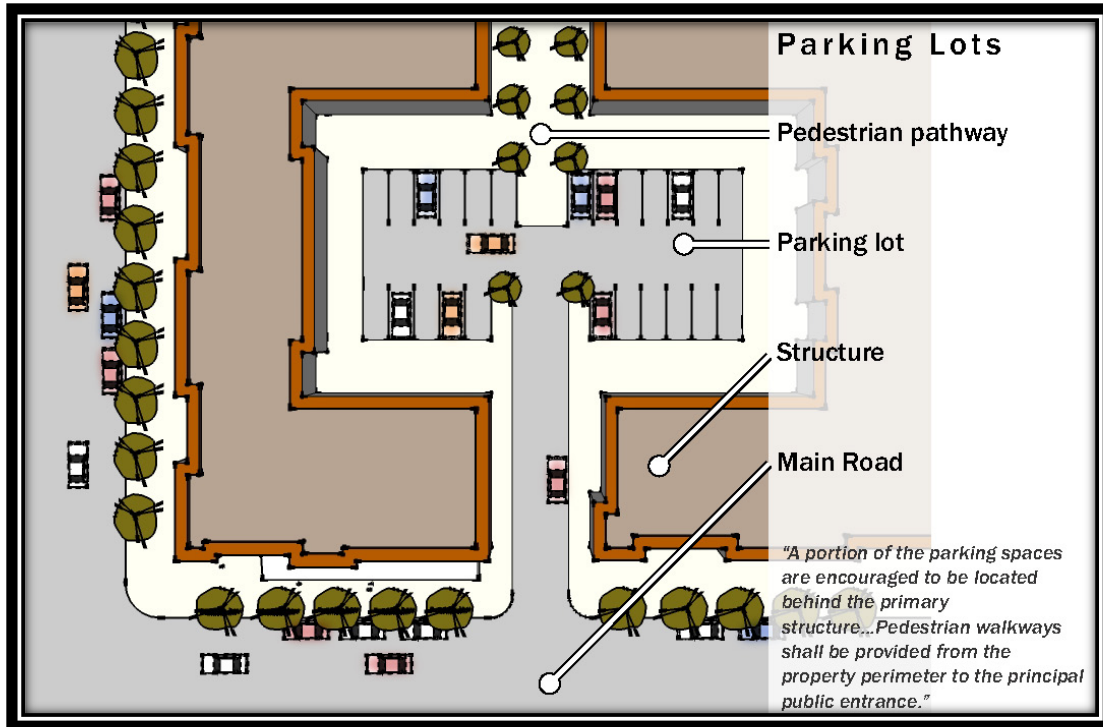 Parking Lots
Pedestrian pathway
Parking lot
Structure
Main Road
"A portion of the parking spaces
are encouraged to be located
behind the primary
structure...Pedestrian walkways
shall be provided from the
property perimeter to the principal
public entrance."